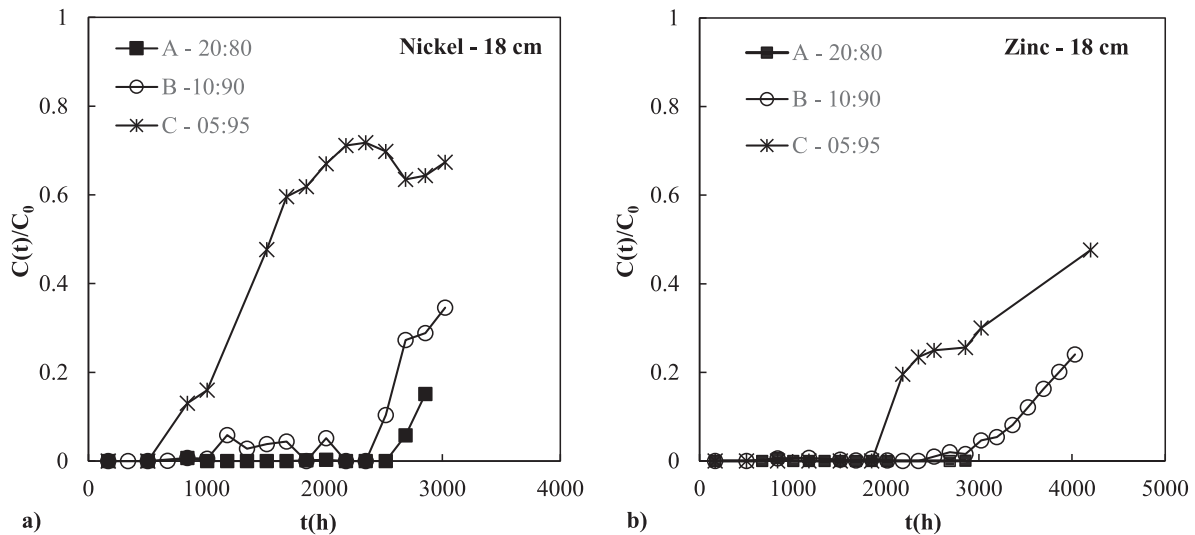 1
0.8
0.6
0.4
0.2
0
C(t)/C0
A - 20:80
B -10:90
C - 05:95
Nickel - 18 cm
0 1000 2000 3000 4000
t(h)
a)
1
0.8
0.6
0.4
0.2
0
C(t)/C0
A - 20:80
B - 10:90
C - 05:95
Zinc - 18 cm
0 1000 2000 3000 4000 5000
t(h)
b)